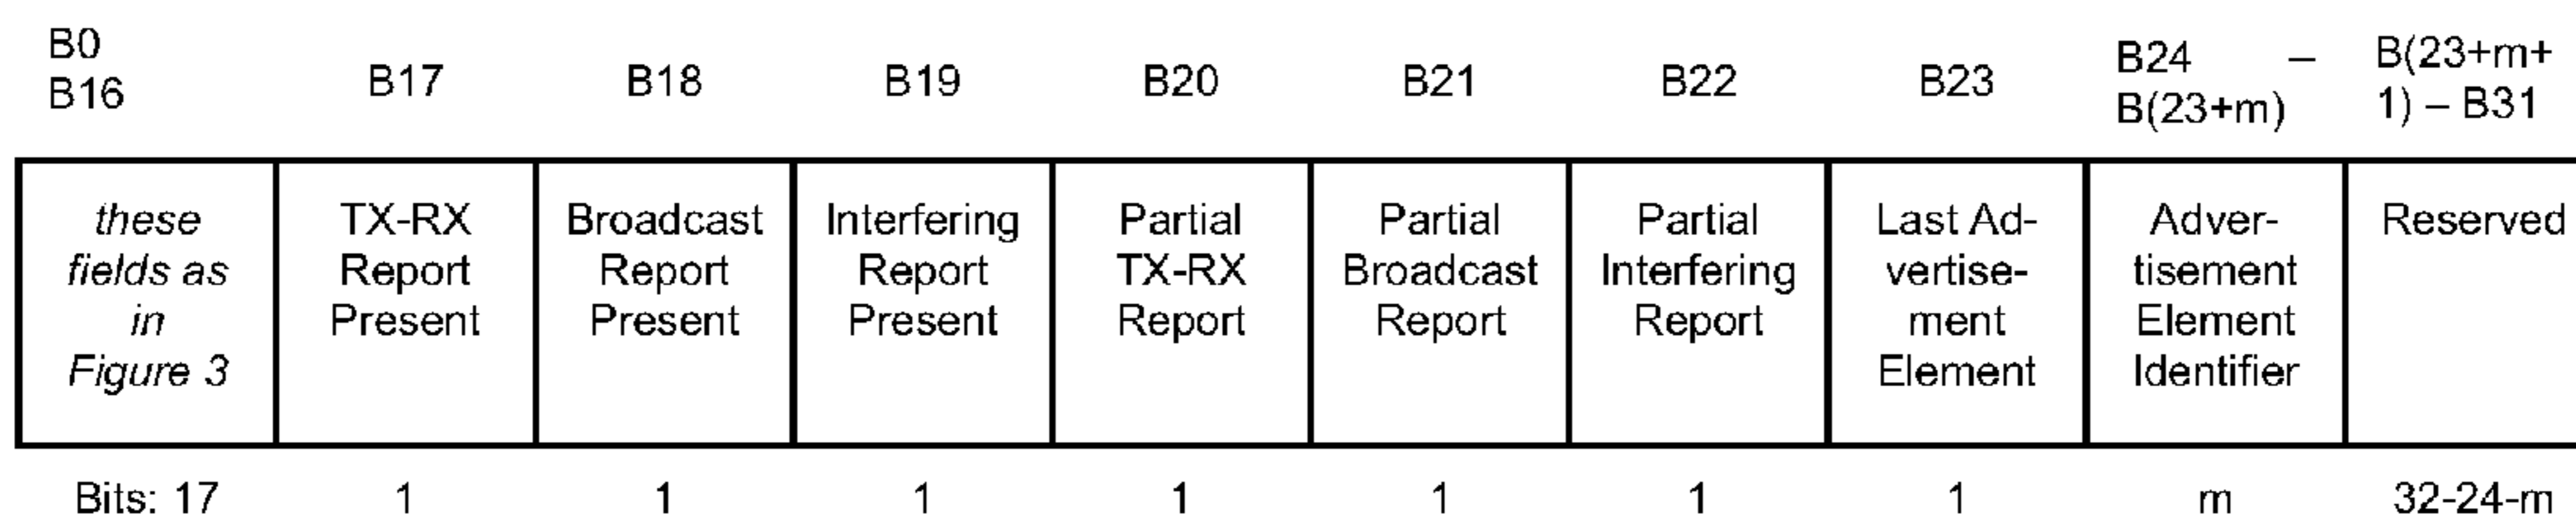 B0
B16
B17
B18
B19
B20
B21
B22
B23
B24 –
B(23+m)
B(23+m+
1) – B31
these
fields as
in
Figure 3
TX-RX
Report
Present
Broadcast
Report
Present
Interfering
Report
Present
Partial
TX-RX
Report
Partial
Broadcast
Report
Partial
Interfering
Report
Last Ad-
vertise-
ment
Element
Adver-
tisement
Element
Identifier
Reserved
Bits: 17
1
1
1
1
1
1
1
m
32-24-m